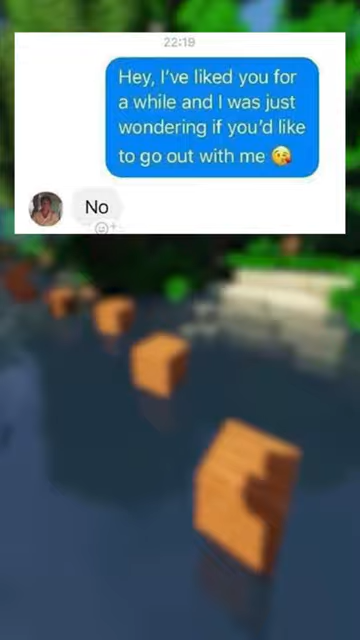 22:19
Hey, I've liked you for
a while and I was just
wondering if you'd like
to go out with me 😘
No